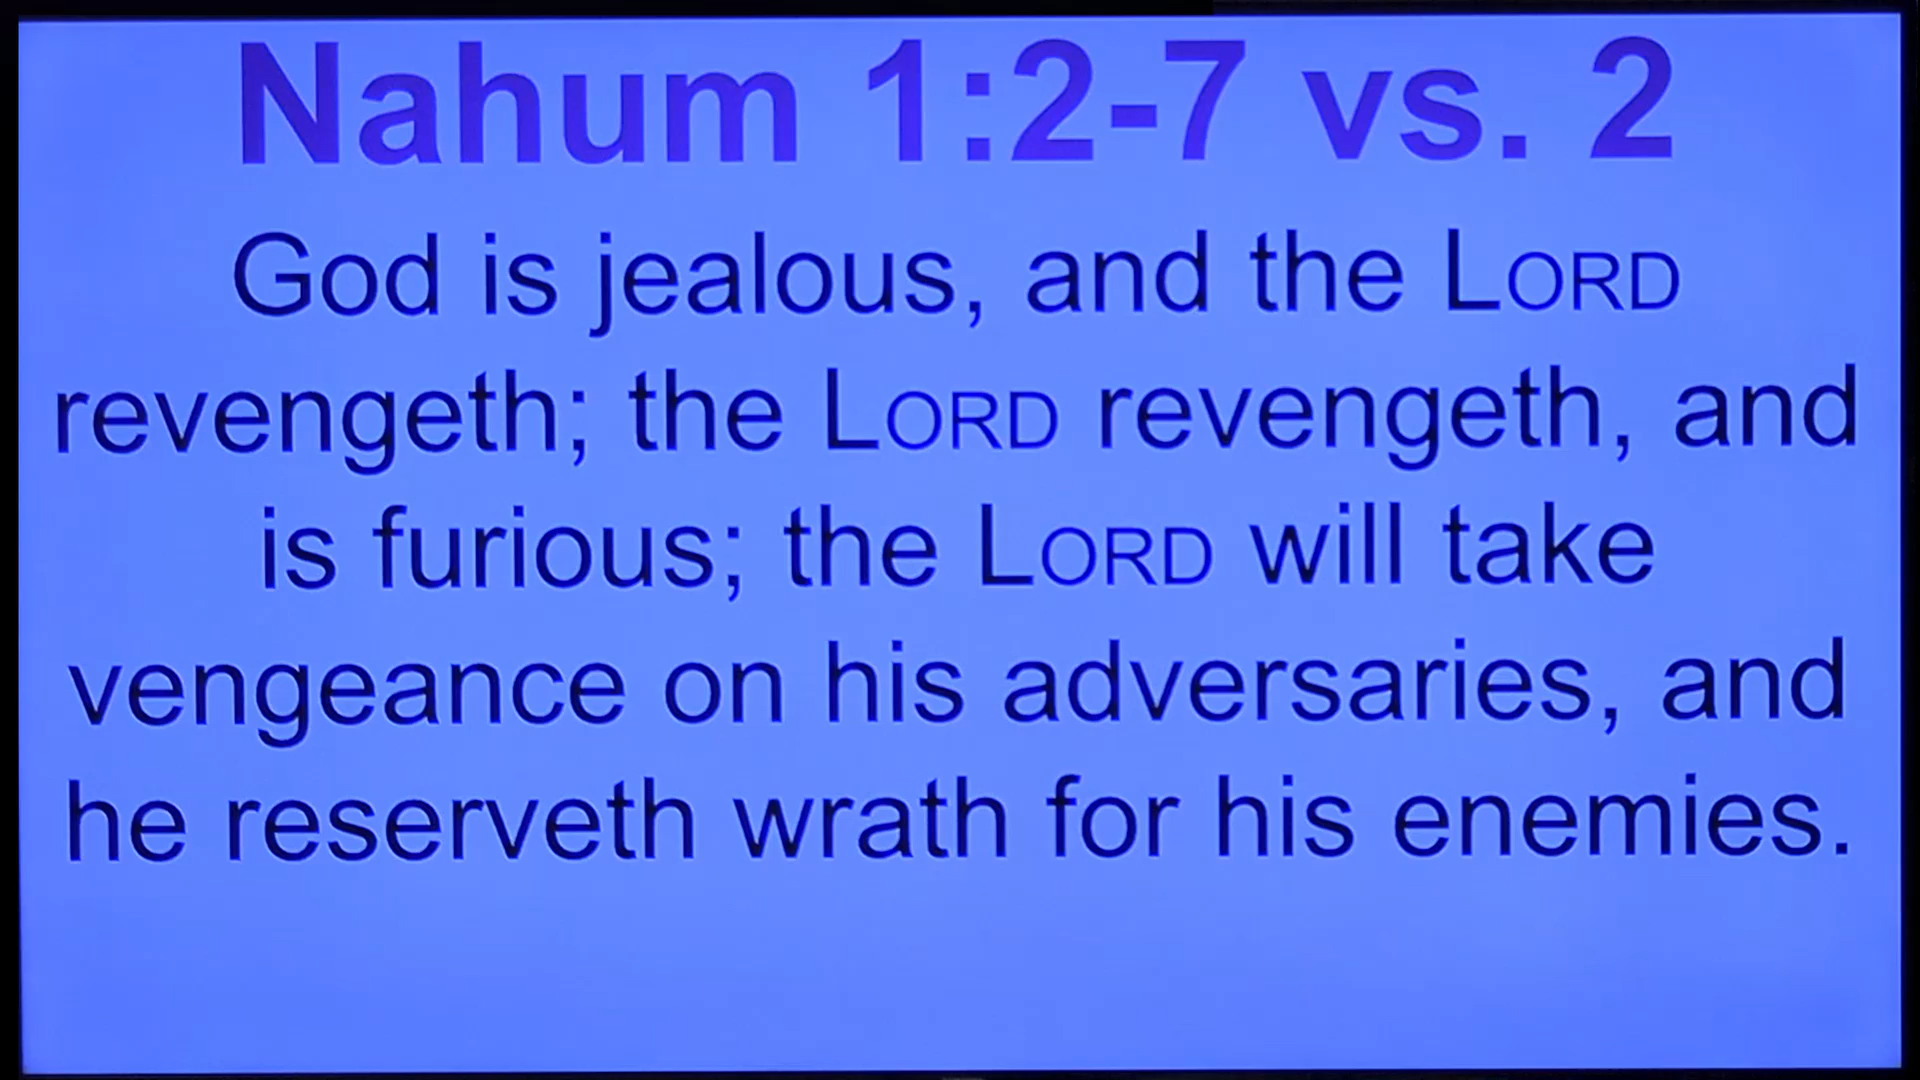 Nahum 1:2-7 vs. 2
God is jealous, and the LORD
revengeth; the LORD revengeth, and
is furious; the LORD will take
vengeance on his adversaries, and
he reserveth wrath for his enemies.